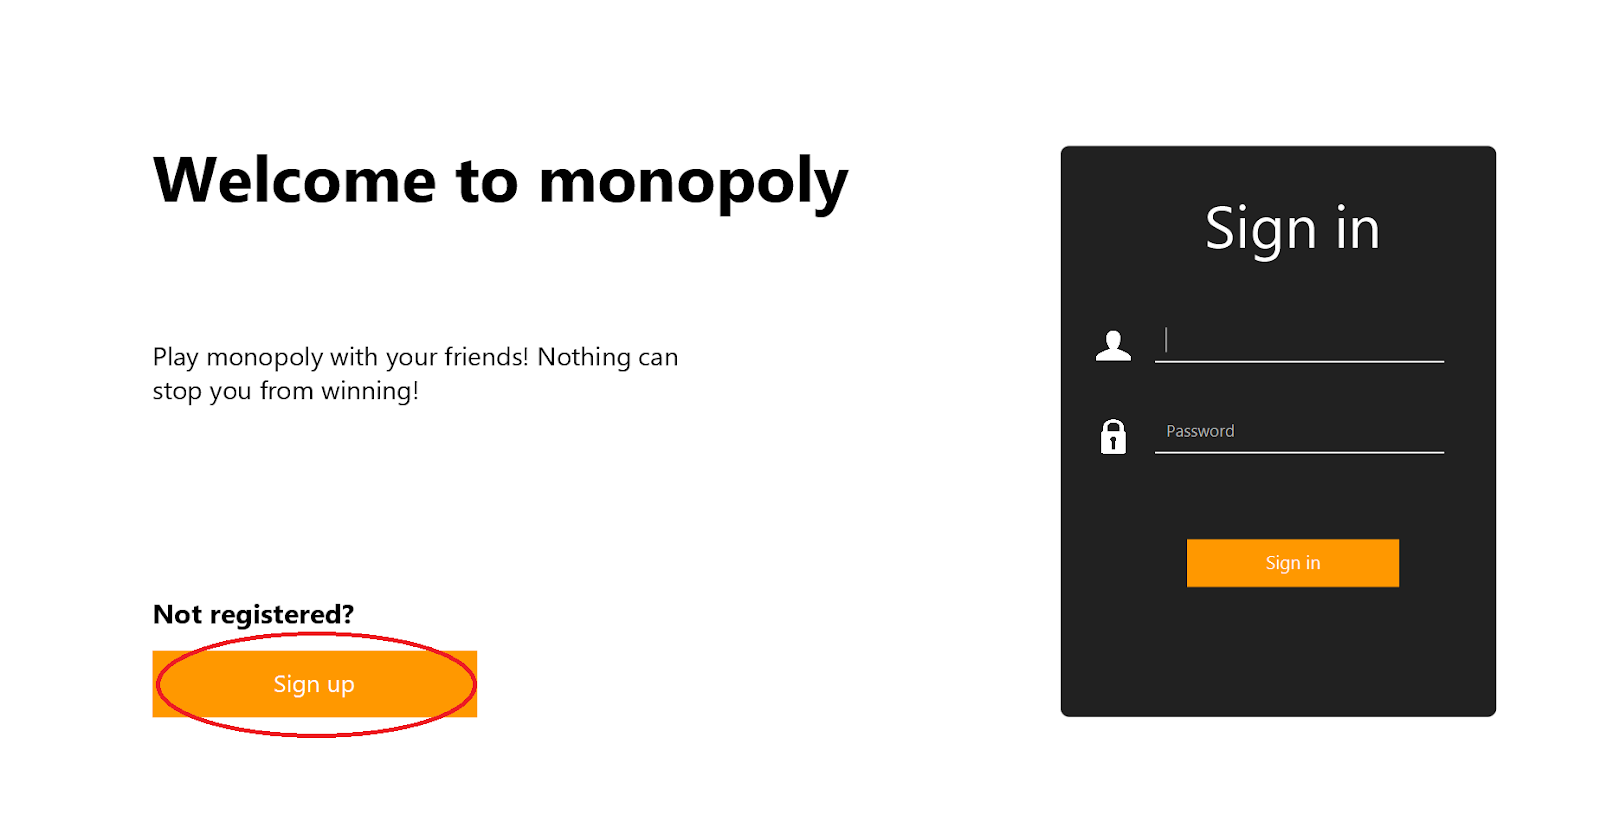 Welcome to monopoly
Play monopoly with your friends! Nothing can
stop you from winning!
Not registered?
Sign up
Sign in
Password
Sign in